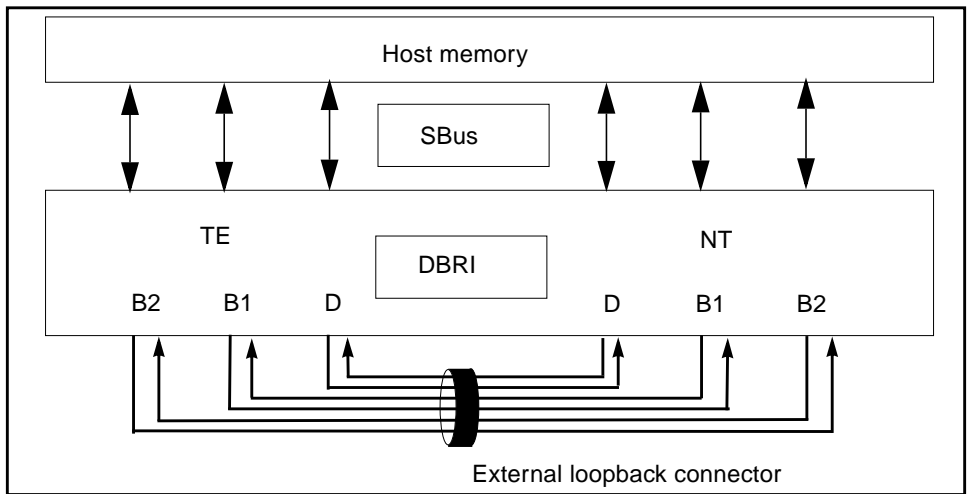 Host memory
SBus
TE
NT
DBRI
B2 B1 D D B1 B2
External loopback connector